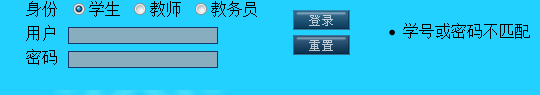 身份 学生 教师 教务员
用户
密码
登录
重置
学号或密码不匹配